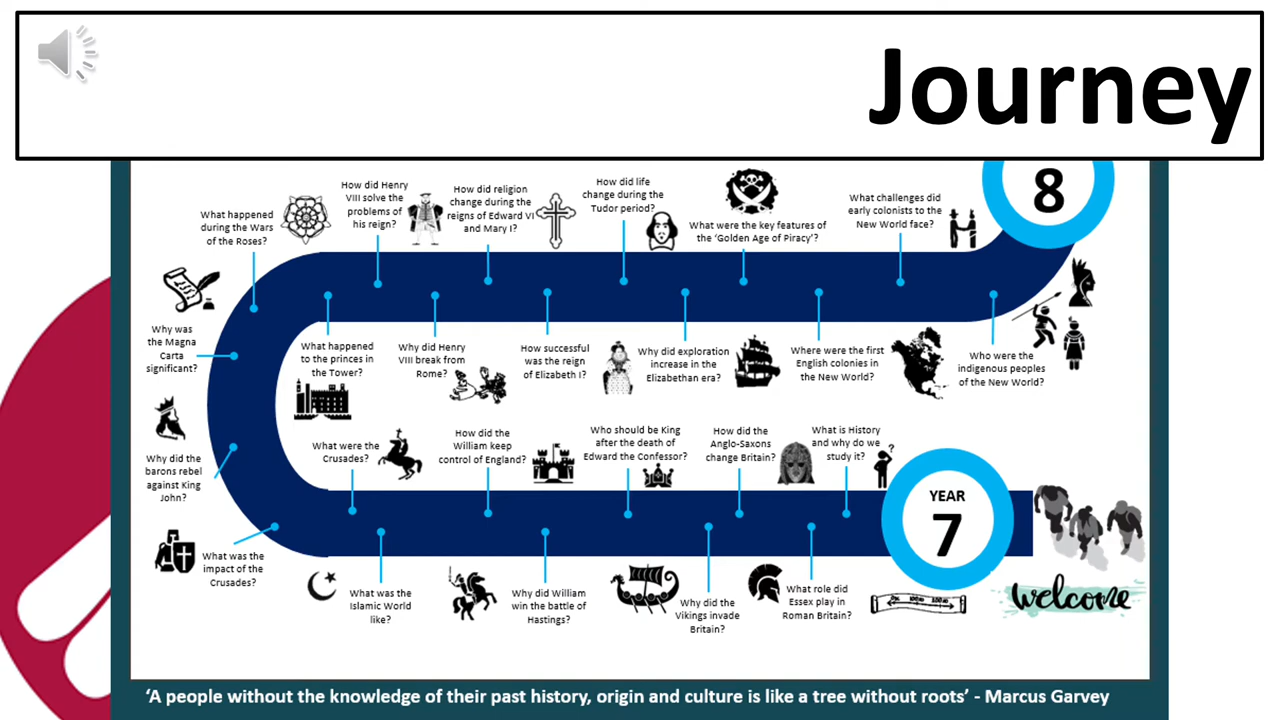 Journey
8
What happened
during the Wars
of the Roses?
How did Henry
VIII solve the
problems of
his reign?
How did religion
change during the
reigns of Edward VI
and Mary I?
How did life
change during the
Tudor period?
What were the key features of
the ‘Golden Age of Piracy’?
What challenges did
early colonists to the
New World face?
Why was
the Magna
Carta
significant?
What happened
to the princes in
the Tower?
Why did Henry
VIII break from
Rome?
How successful
was the reign
of Elizabeth I?
Why did exploration
increase in the
Elizabethan era?
Where were the first
English colonies in
the New World?
Who were the
indigenous peoples
of the New World?
Why did the
barons rebel
against King
John?
What were the
Crusades?
How did the
William keep
control of England?
Who should be King
after the death of
Edward the Confessor?
How did the
Anglo-Saxons
change Britain?
What is History
and why do we
study it?
?
YEAR
7
What was the
impact of the
Crusades?
What was the
Islamic World
like?
Why did William
win the battle of
Hastings?
Why did the
Vikings invade
Britain?
What role did
Essex play in
Roman Britain?
welcome
‘A people without the knowledge of their past history, origin and culture is like a tree without roots’ - Marcus Garvey